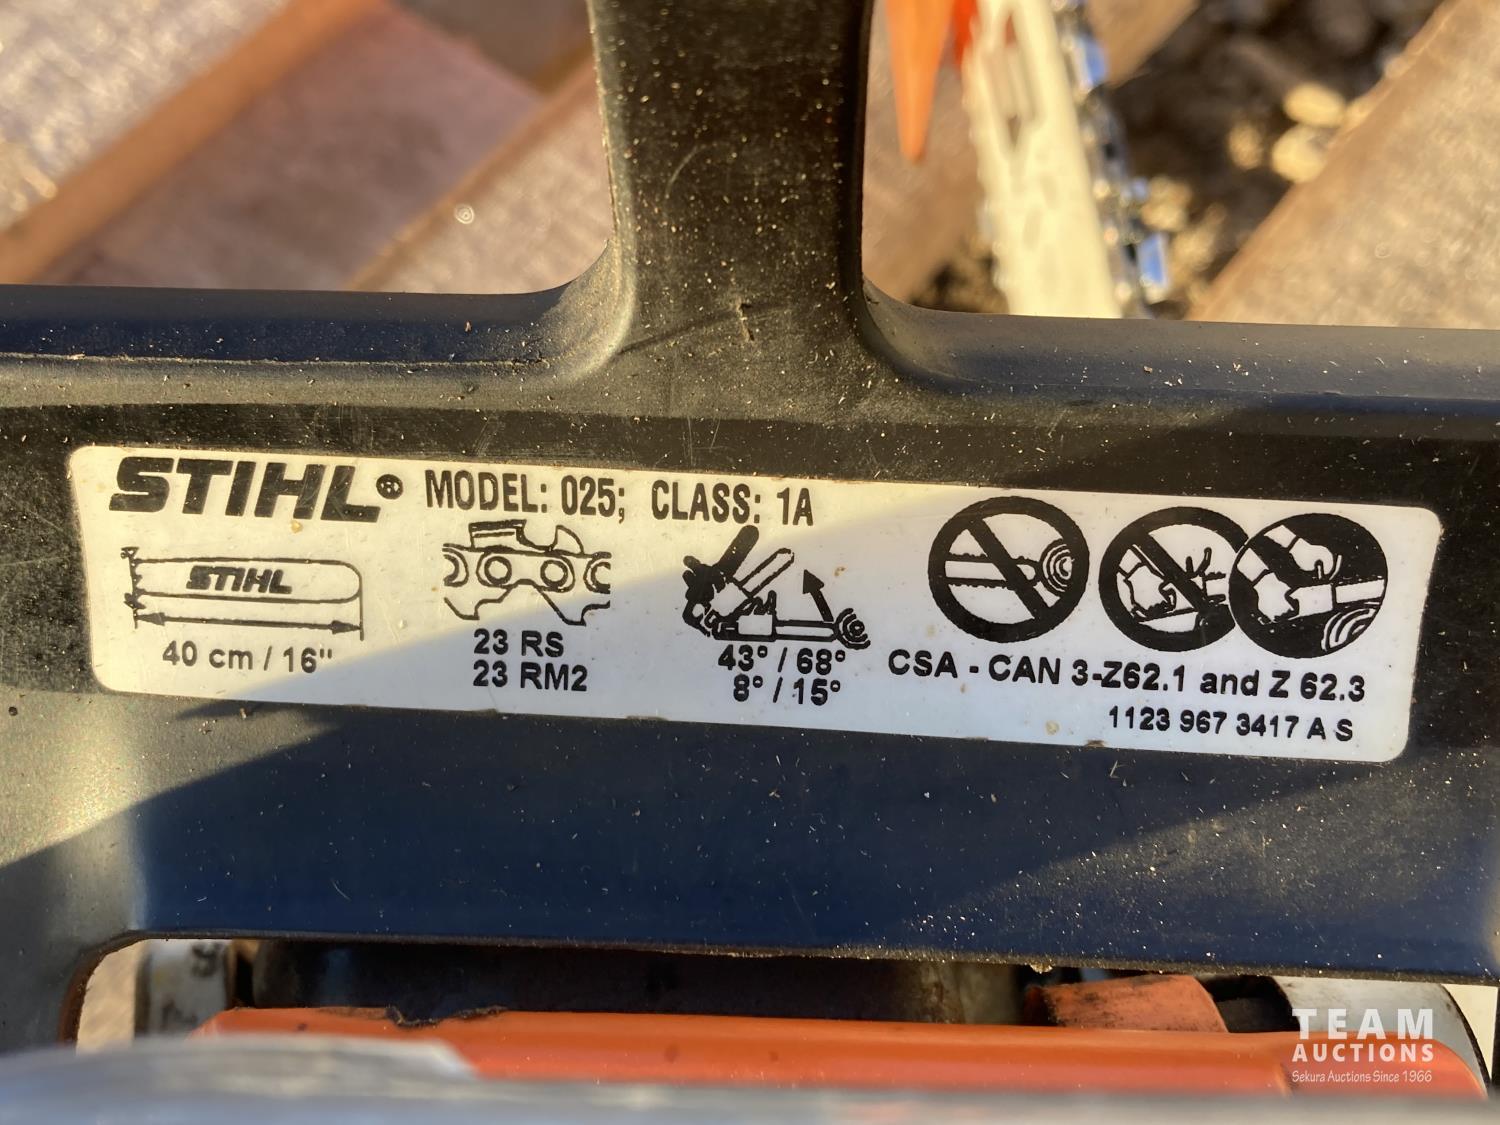 STIHL® MODEL: 025; CLASS: 1A
STIHL
40 cm / 16"
23 RS
23 RM2
43° / 68°
8° / 15°
CSA - CAN 3-Z62.1 and Z 62.3
1123 967 3417 A S
TEAM
AUCTIONS
Sekura Auctions Since 1966